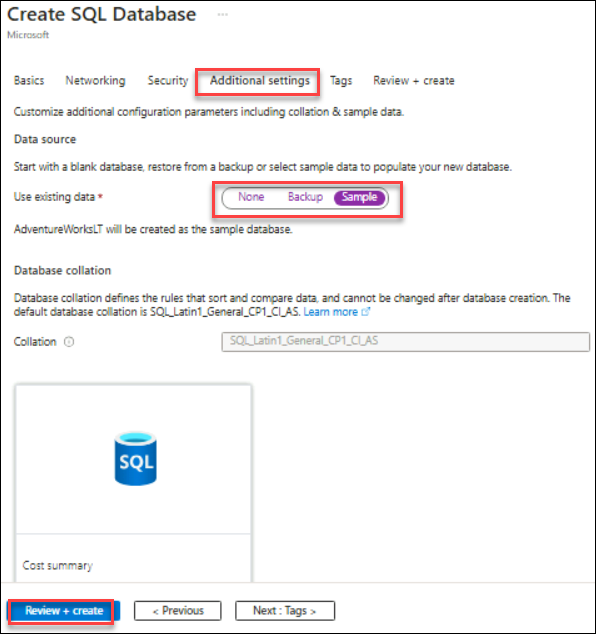 Create SQL Database ...
Microsoft
Basics Networking Security Additional settings Tags Review + create
Customize additional configuration parameters including collation & sample data.
Data source
Start with a blank database, restore from a backup or select sample data to populate your new database.
Use existing data * None Backup Sample
AdventureWorksLT will be created as the sample database.
Database collation
Database collation defines the rules that sort and compare data, and cannot be changed after database creation. The
default database collation is SQL_Latin1_General_CP1_CI_AS. Learn more
Collation SQL_Latin1_General_CP1_CI_AS
SQL
Cost summary
Review + create < Previous Next : Tags >